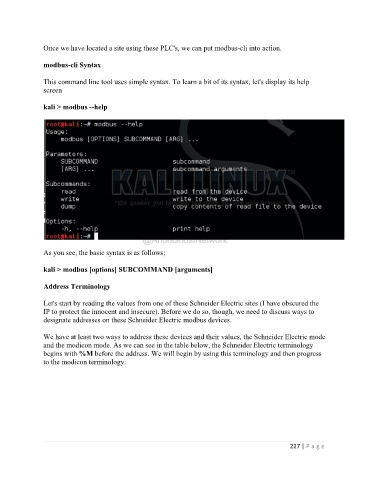 Once we have located a site using these PLC's, we can put modbus-cli into action.
modbus-cli Syntax
This command line tool uses simple syntax. To learn a bit of its syntax, let's display its help
screen
kali > modbus --help
root@kali:~# modbus --help
Usage:
modbus [OPTIONS] SUBCOMMAND [ARG] ...
Parameters:
SUBCOMMAND subcommand
[ARG] ... subcommand arguments
KALI LINUX
Subcommands:
read read from the device
write write to the device
dump copy contents of read file to the device
"the quieter you
Options:
-h, --help print help
root@kali:~#
As you see, the basic syntax is as follows;
kali > modbus [options] SUBCOMMAND [arguments]
Address Terminology
Let's start by reading the values from one of these Schneider Electric sites (I have obscured the
IP to protect the innocent and insecure). Before we do so, though, we need to discuss ways to
designate addresses on these Schneider Electric modbus devices.
We have at least two ways to address these devices and their values, the Schneider Electric mode
and the modicon mode. As we can see in the table below, the Schneider Electric terminology
begins with %M before the address. We will begin by using this terminology and then progress
to the modicon terminology.
227 | Page